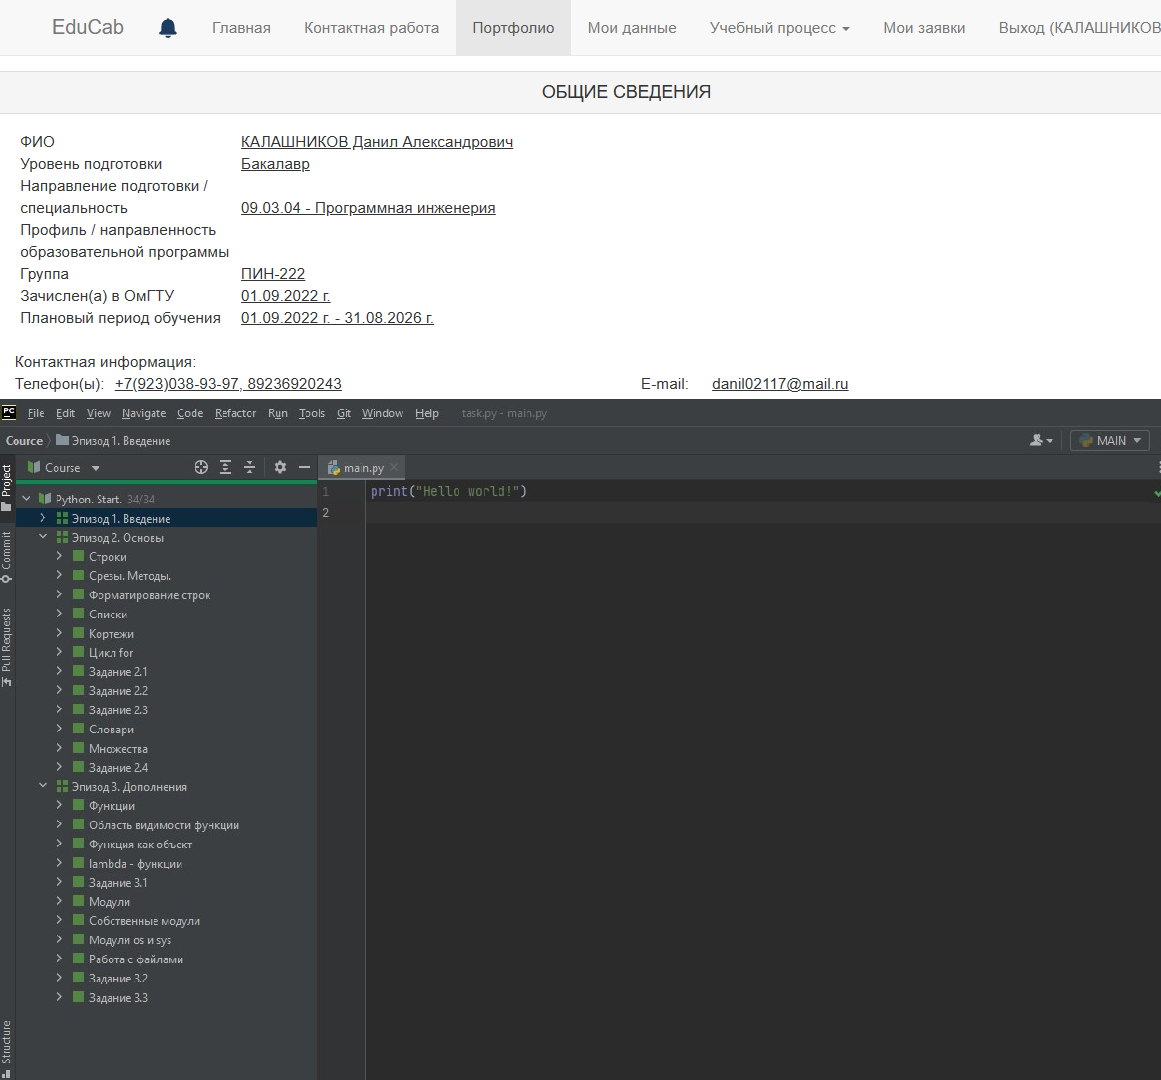 EduCab Главная Контактная работа Портфолио Мои данные Учебный процесс Мои заявки Выход (КАЛАШНИКОВ
ОБЩИЕ СВЕДЕНИЯ
ФИО КАЛАШНИКОВ Данил Александрович
Уровень подготовки Бакалавр
Направление подготовки /
специальность 09.03.04 - Программная инженерия
Профиль / направленность
образовательной программы
Группа ПИН-222
Зачислен(а) в ОмГТУ 01.09.2022 г.
Плановый период обучения 01.09.2022 г. - 31.08.2026 г.
Контактная информация:
Телефон(ы): +7(923)038-93-97, 89236920243 E-mail: danil02117@mail.ru
PC File Edit View Navigate Code Refactor Run Tools Git Window Help task.py - main.py
Cource Эпизод 1. Введение MAIN
Project
Commit
Pull Requests
Structure
Course main.py
Python. Start. 34/34
Эпизод 1. Введение
Эпизод 2. Основы
Строки
Срезы. Методы.
Форматирование строк
Списки
Кортежи
Цикл for
Задание 2.1
Задание 2.2
Задание 2.3
Словари
Множества
Задание 2.4
Эпизод 3. Дополнения
Функции
Область видимости функции
Функция как объект
lambda - функции
Задание 3.1
Модули
Собственные модули
Модули os и sys
Работа с файлами
Задание 3.2
Задание 3.3
1 print("Hello world!")
2